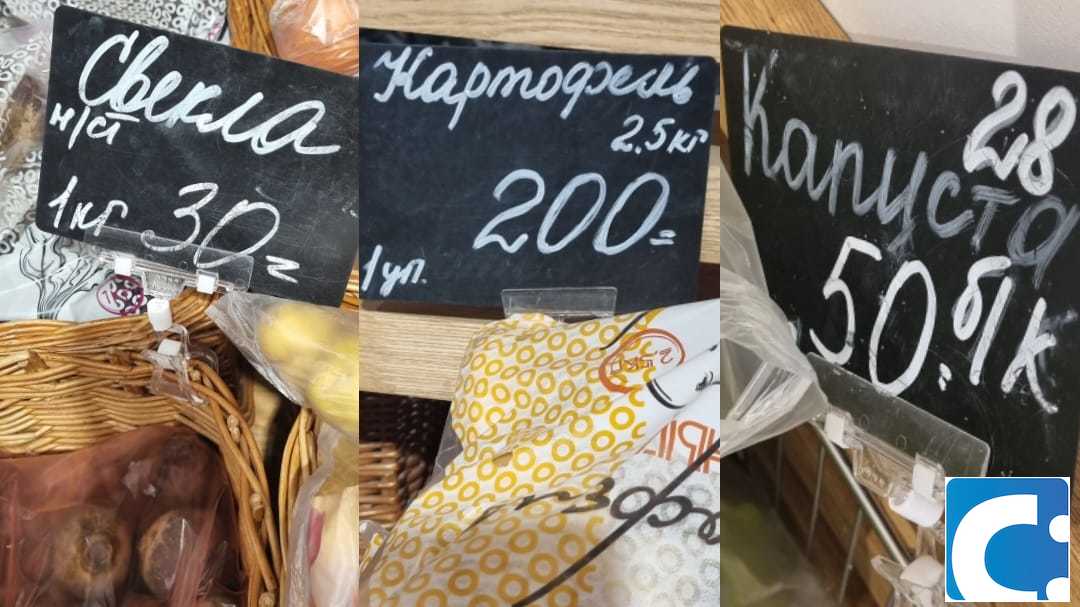 Свекла
н/ст
1кг 30=
Картофель
2.5кг
200=
1уп.
28
Капуста
50.=
б/к